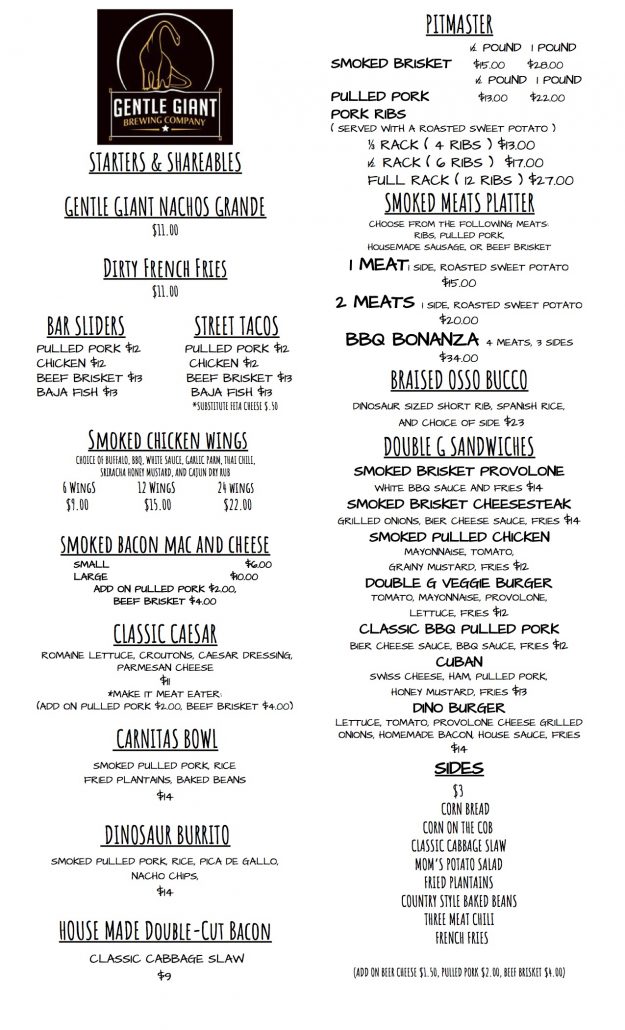 GENTLE GIANT
BREWING COMPANY
STARTERS & SHAREABLES
GENTLE GIANT NACHOS GRANDE
$11.00
DIRTY FRENCH FRIES
$11.00
BAR SLIDERS
PULLED PORK $12
CHICKEN $12
BEEF BRISKET $13
BAJA FISH $13
STREET TACOS
PULLED PORK $12
CHICKEN $12
BEEF BRISKET $13
BAJA FISH $13
*SUBSTITUTE FETA CHEESE $.50
SMOKED CHICKEN WINGS
CHOICE OF BUFFALO, BBQ, WHITE SAUCE, GARLIC PARM, THAI CHILI,
SRIRACHA HONEY MUSTARD, AND CAJUN DRY RUB
6 WINGS 12 WINGS 24 WINGS
$9.00 $15.00 $22.00
SMOKED BACON MAC AND CHEESE
SMALL $6.00
LARGE $10.00
ADD ON PULLED PORK $2.00,
BEEF BRISKET $4.00
CLASSIC CAESAR
ROMAINE LETTUCE, CROUTONS, CAESAR DRESSING,
PARMESAN CHEESE
$11
*MAKE IT MEAT EATER:
(ADD ON PULLED PORK $2.00, BEEF BRISKET $4.00)
CARNITAS BOWL
SMOKED PULLED PORK, RICE
FRIED PLANTAINS, BAKED BEANS
$14
DINOSAUR BURRITO
SMOKED PULLED PORK, RICE, PICA DE GALLO,
NACHO CHIPS,
$14
HOUSE MADE DOUBLE-CUT BACON
CLASSIC CABBAGE SLAW
$9
PITMASTER
½ POUND 1 POUND
SMOKED BRISKET $15.00 $28.00
½ POUND 1 POUND
PULLED PORK $13.00 $22.00
PORK RIBS
( SERVED WITH A ROASTED SWEET POTATO )
⅓ RACK ( 4 RIBS ) $13.00
½ RACK ( 6 RIBS ) $17.00
FULL RACK ( 12 RIBS ) $27.00
SMOKED MEATS PLATTER
CHOOSE FROM THE FOLLOWING MEATS:
RIBS, PULLED PORK,
HOUSEMADE SAUSAGE, OR BEEF BRISKET
1 MEAT 1 SIDE, ROASTED SWEET POTATO
$15.00
2 MEATS 1 SIDE, ROASTED SWEET POTATO
$20.00
BBQ BONANZA 4 MEATS, 3 SIDES
$34.00
BRAISED OSSO BUCCO
DINOSAUR SIZED SHORT RIB, SPANISH RICE,
AND CHOICE OF SIDE $23
DOUBLE G SANDWICHES
SMOKED BRISKET PROVOLONE
WHITE BBQ SAUCE AND FRIES $14
SMOKED BRISKET CHEESESTEAK
GRILLED ONIONS, BIER CHEESE SAUCE, FRIES $14
SMOKED PULLED CHICKEN
MAYONNAISE, TOMATO,
GRAINY MUSTARD, FRIES $12
DOUBLE G VEGGIE BURGER
TOMATO, MAYONNAISE, PROVOLONE,
LETTUCE, FRIES $12
CLASSIC BBQ PULLED PORK
BIER CHEESE SAUCE, BBQ SAUCE, FRIES $12
CUBAN
SWISS CHEESE, HAM, PULLED PORK,
HONEY MUSTARD, FRIES $13
DINO BURGER
LETTUCE, TOMATO, PROVOLONE CHEESE GRILLED
ONIONS, HOMEMADE BACON, HOUSE SAUCE, FRIES
$14
SIDES
$3
CORN BREAD
CORN ON THE COB
CLASSIC CABBAGE SLAW
MOM'S POTATO SALAD
FRIED PLANTAINS
COUNTRY STYLE BAKED BEANS
THREE MEAT CHILI
FRENCH FRIES
(ADD ON BEER CHEESE $1.50, PULLED PORK $2.00, BEEF BRISKET $4.00)